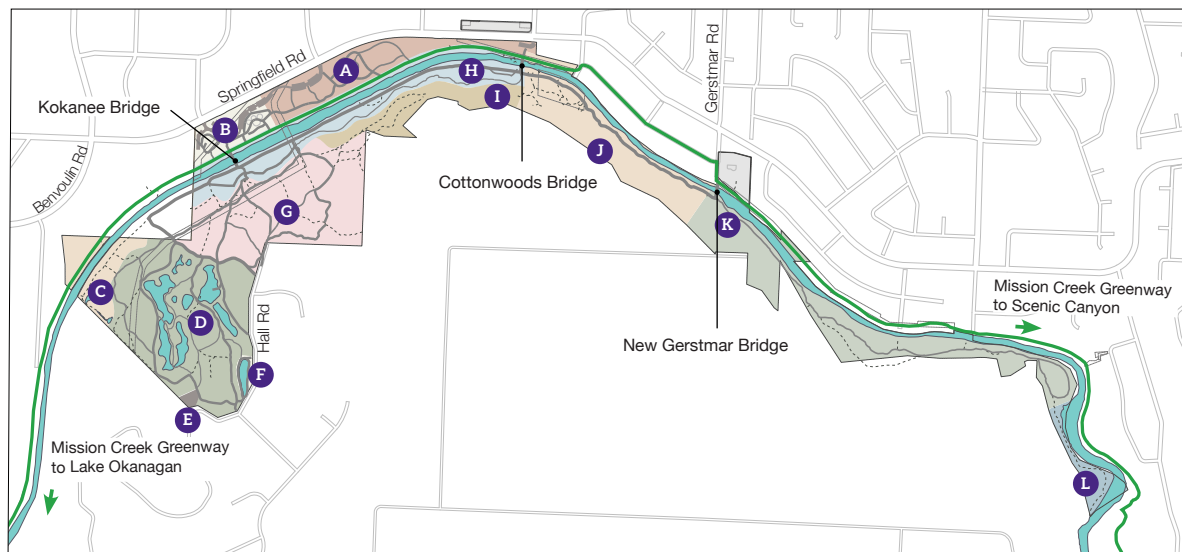 Springfield Rd
Gerstmar Rd
A
H
I
Kokanee Bridge
B
Benvoulin Rd
J
Cottonwoods Bridge
G
K
C
Mission Creek Greenway
to Scenic Canyon
D
Hall Rd
New Gerstmar Bridge
F
E
Mission Creek Greenway
to Lake Okanagan
L